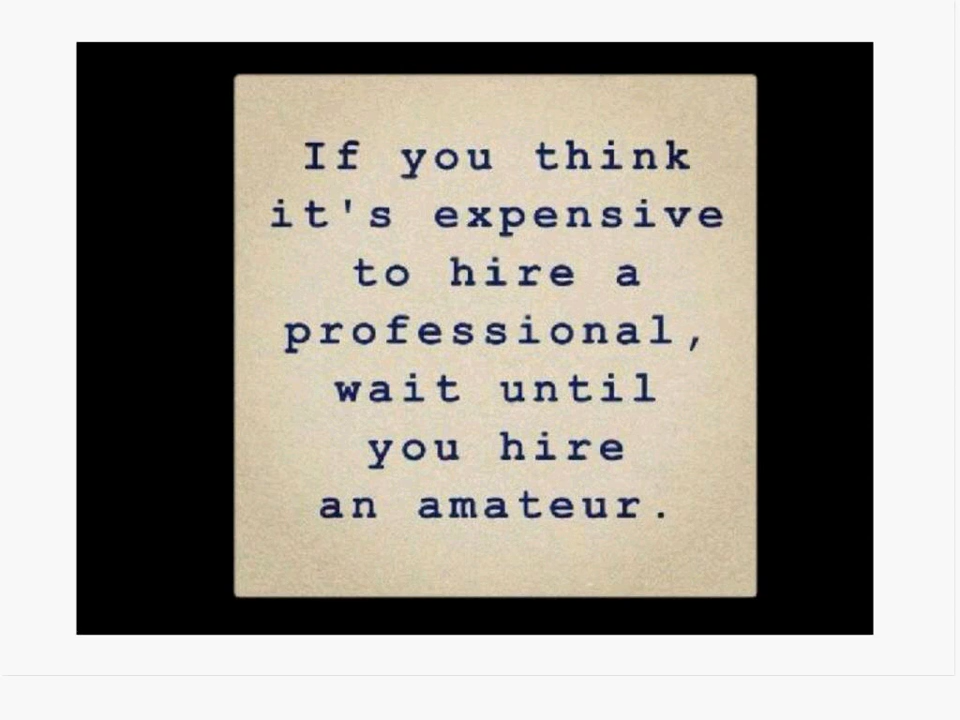 If you think
it's expensive
to hire a
professional,
wait until
you hire
an amateur.